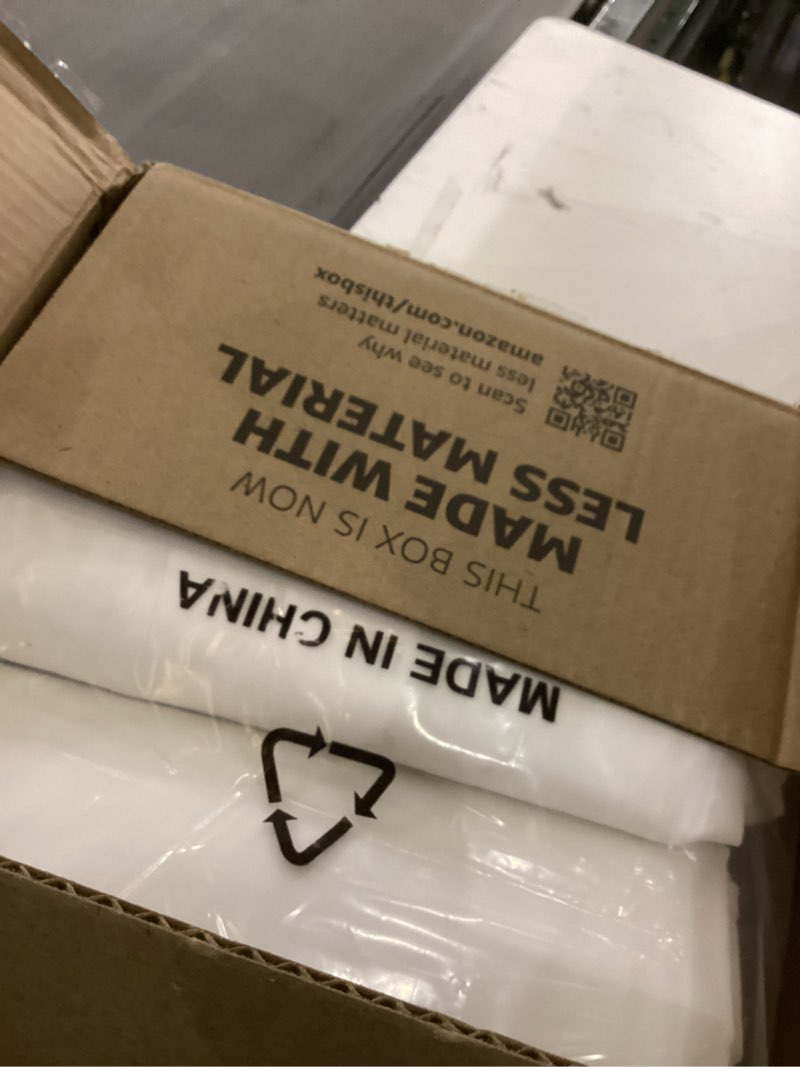 THIS BOX IS NOW
MADE WITH
LESS MATERIAL
Scan to see why
less material matters
amazon.com/thisbox
MADE IN CHINA